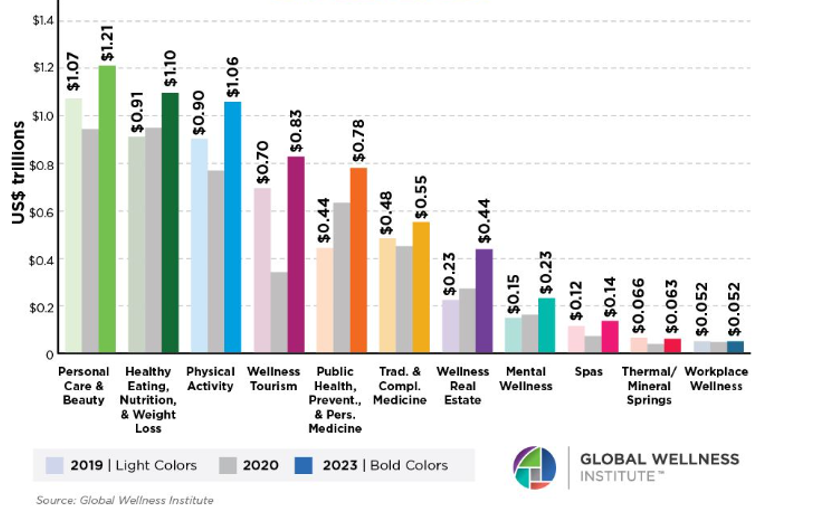 $1.4
$1.2
$1.0
$0.8
$0.6
$0.4
$0.2
0
US$ trillions
$1.07
$1.21
$0.91
$1.10
$0.90
$1.06
$0.70
$0.83
$0.44
$0.78
$0.48
$0.55
$0.23
$0.44
$0.15
$0.23
$0.12
$0.14
$0.066
$0.063
$0.052
$0.052
Personal
Care &
Beauty
Healthy
Eating,
Nutrition,
& Weight
Loss
Physical
Activity
Wellness
Tourism
Public
Health,
Prevent.,
& Pers.
Medicine
Trad. &
Compl.
Medicine
Wellness
Real
Estate
Mental
Wellness
Spas
Thermal/
Mineral
Springs
Workplace
Wellness
2019 | Light Colors
2020
2023 | Bold Colors
GLOBAL WELLNESS
INSTITUTE™
Source: Global Wellness Institute